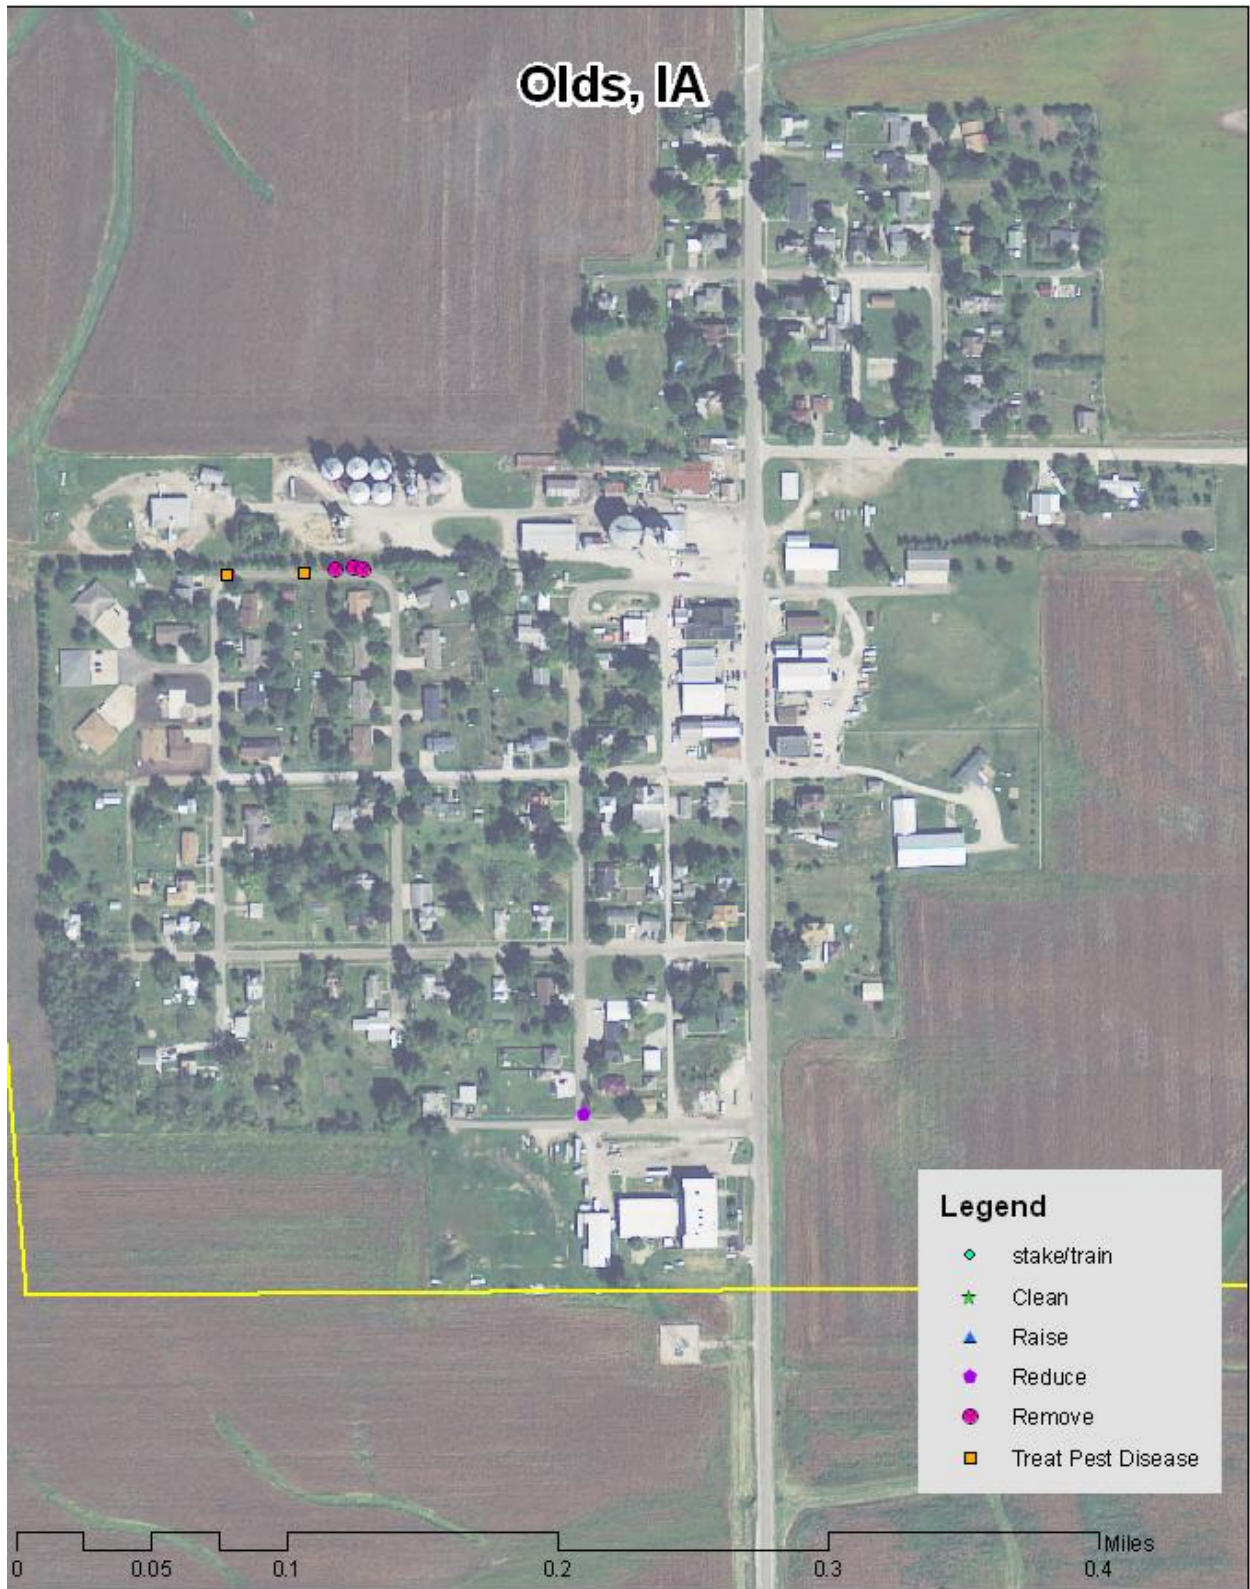 Olds, IA
Legend
stake/train
Clean
Raise
Reduce
Remove
Treat Pest Disease
Miles
0 0.05 0.1 0.2 0.3 0.4